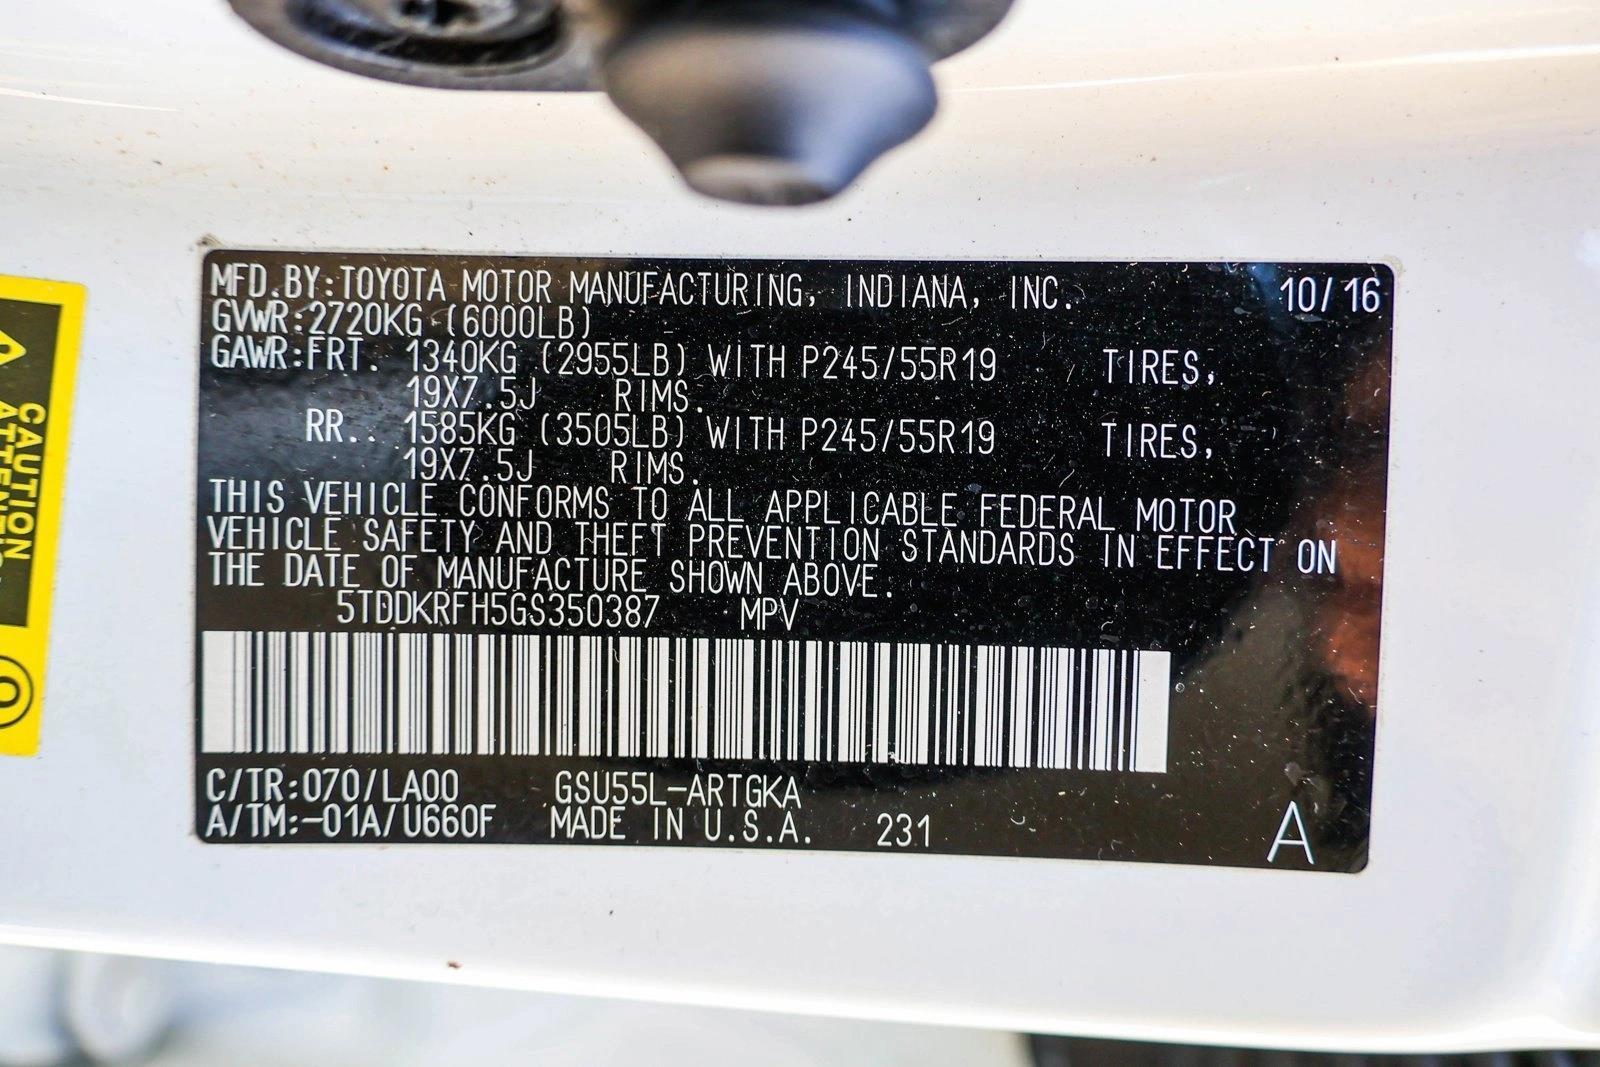 MFD.BY:TOYOTA MOTOR MANUFACTURING, INDIANA, INC. 10/16
GVWR:2720KG (6000LB)
GAWR:FRT. 1340KG (2955LB) WITH P245/55R19 TIRES,
19X7.5J RIMS.
RR.. 1585KG (3505LB) WITH P245/55R19 TIRES,
19X7.5J RIMS.
THIS VEHICLE CONFORMS TO ALL APPLICABLE FEDERAL MOTOR
VEHICLE SAFETY AND THEFT PREVENTION STANDARDS IN EFFECT ON
THE DATE OF MANUFACTURE SHOWN ABOVE.
5TDDKRFH5GS350387 MPV
C/TR:070/LA00 GSU55L-ARTGKA
A/TM:-01A/U660F MADE IN U.S.A. 231 A
CAUTION